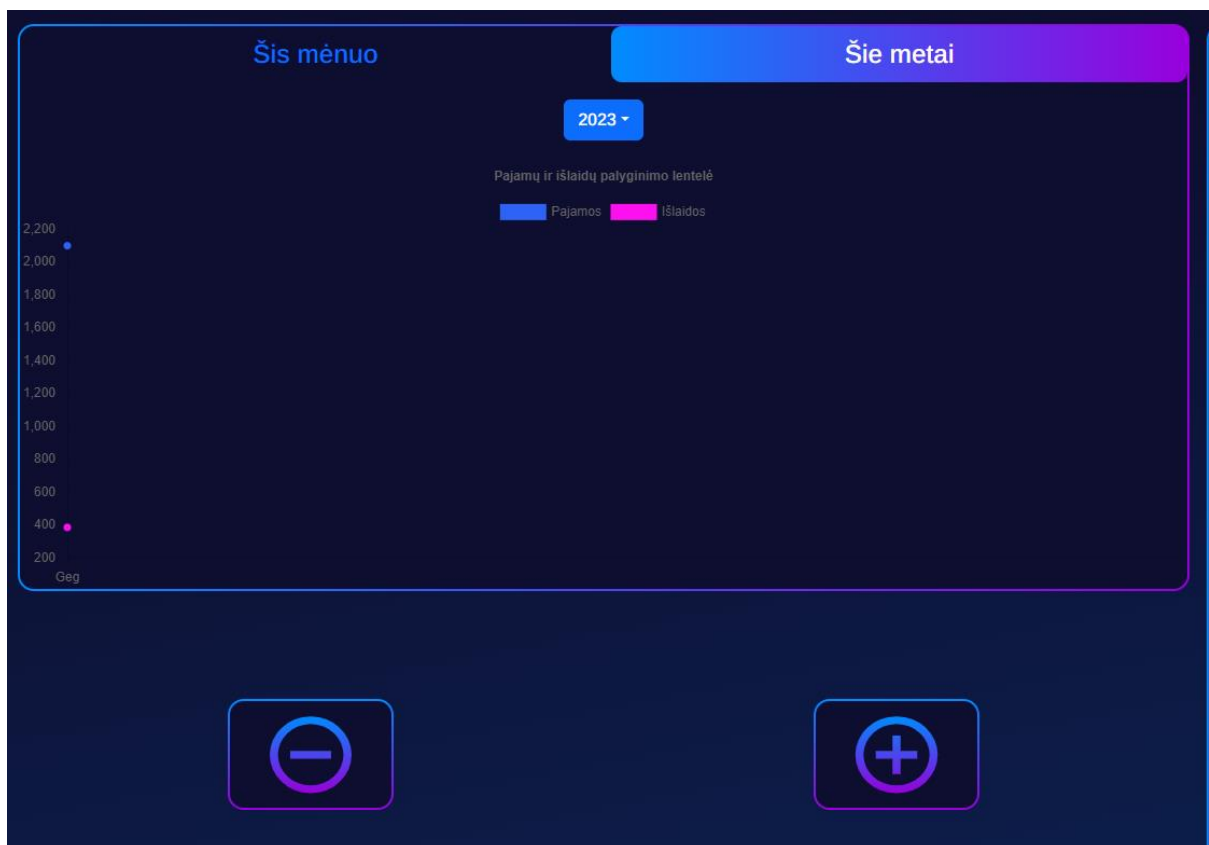 Šis mėnuo
Šie metai
2023
Pajamų ir išlaidų palyginimo lentelė
Pajamos Išlaidos
2,200
2,000
1,800
1,600
1,400
1,200
1,000
800
600
400
200
Geg